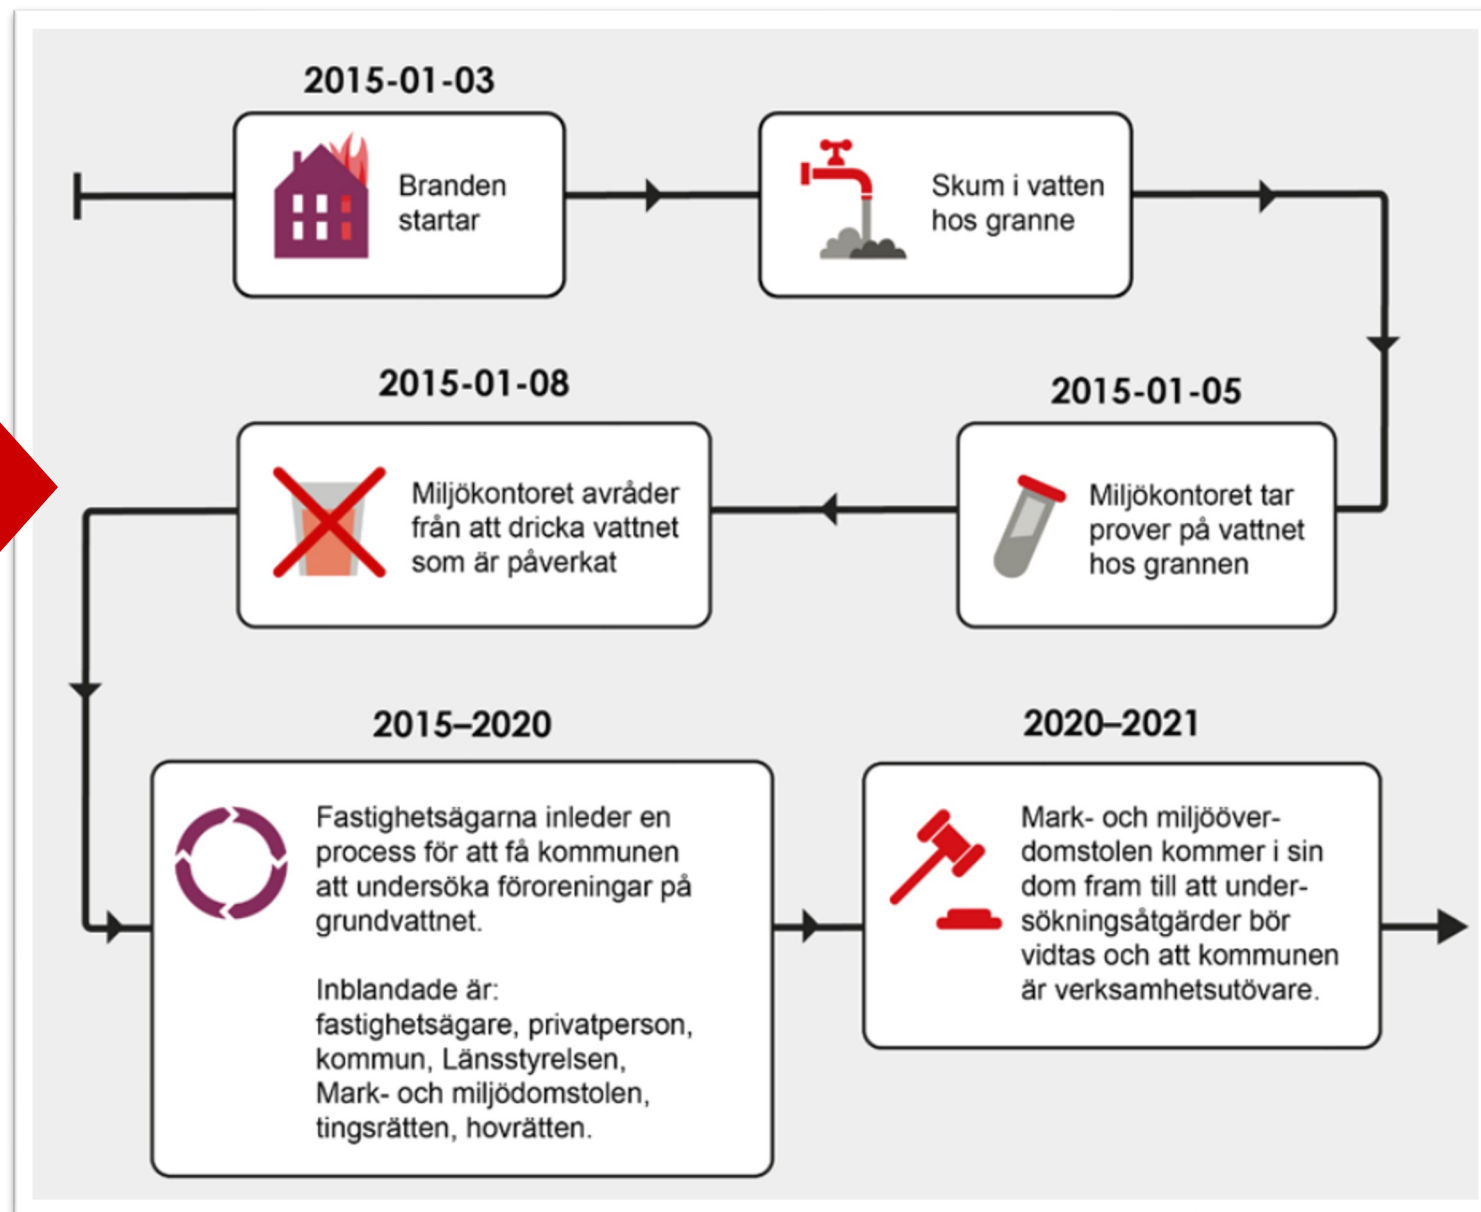 2015-01-03
Branden
startar
Skum i vatten
hos granne
2015-01-05
Miljökontoret tar
prover på vattnet
hos grannen
2015-01-08
Miljökontoret avråder
från att dricka vattnet
som är påverkat
2015–2020
Fastighetsägarna inleder en
process för att få kommunen
att undersöka föroreningar på
grundvattnet.
Inblandade är:
fastighetsägare, privatperson,
kommun, Länsstyrelsen,
Mark- och miljödomstolen,
tingsrätten, hovrätten.
2020–2021
Mark- och miljööver-
domstolen kommer i sin
dom fram till att under-
sökningsåtgärder bör
vidtas och att kommunen
är verksamhetsutövare.